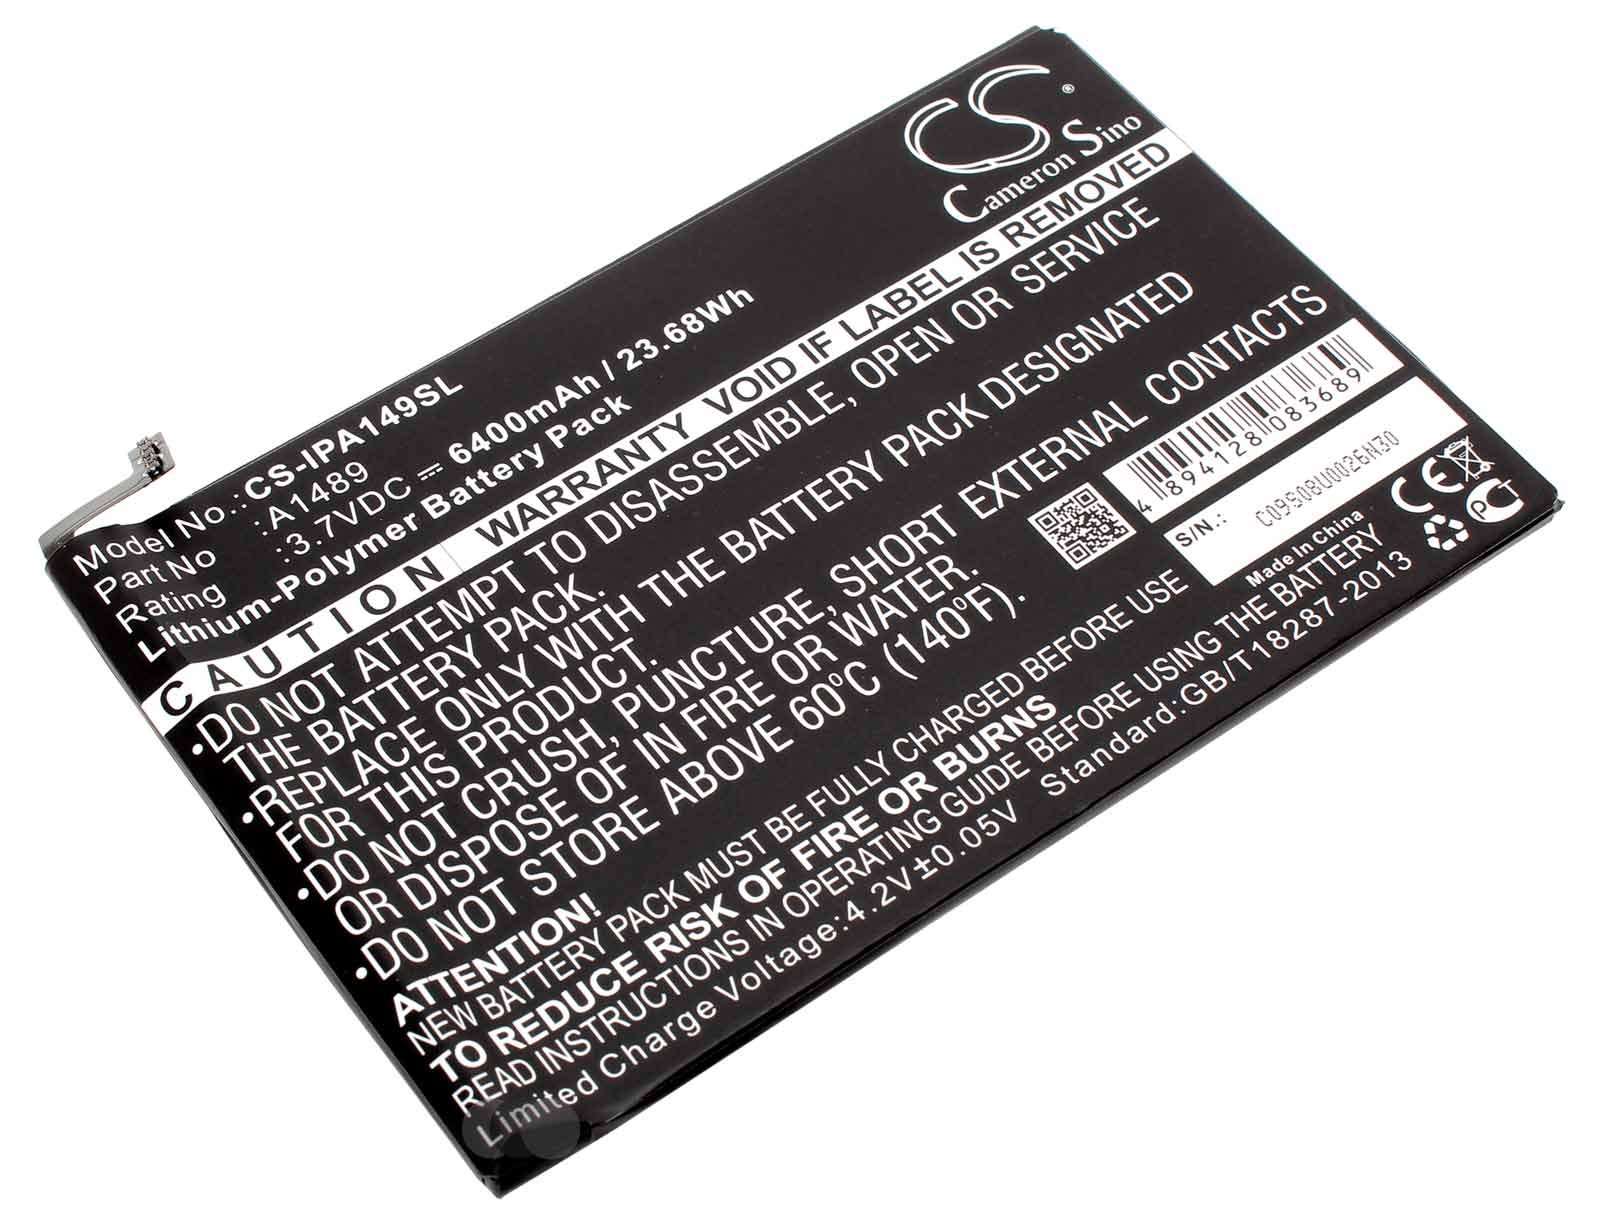 CS®
Cameron Sino
Model No.: CS-IPA149SL
Part No : A1489
Rating : 3.7VDC ⎓ 6400mAh / 23.68Wh
Lithium-Polymer Battery Pack
CAUTION WARRANTY VOID IF LABEL IS REMOVED
•DO NOT ATTEMPT TO DISASSEMBLE, OPEN OR SERVICE
THE BATTERY PACK.
•REPLACE ONLY WITH THE BATTERY PACK DESIGNATED
FOR THIS PRODUCT.
•DO NOT CRUSH, PUNCTURE, SHORT EXTERNAL CONTACTS
OR DISPOSE OF IN FIRE OR WATER.
•DO NOT STORE ABOVE 60°C (140°F).
4 894128 083689
S/N.: C09S08U0026N30
CE
PCT
Made In China
ATTENTION!
NEW BATTERY PACK MUST BE FULLY CHARGED BEFORE USE
TO REDUCE RISK OF FIRE OR BURNS
READ INSTRUCTIONS IN OPERATING GUIDE BEFORE USING THE BATTERY
Limited Charge Voltage:4.2V±0.05V Standard:GB/T18287-2013